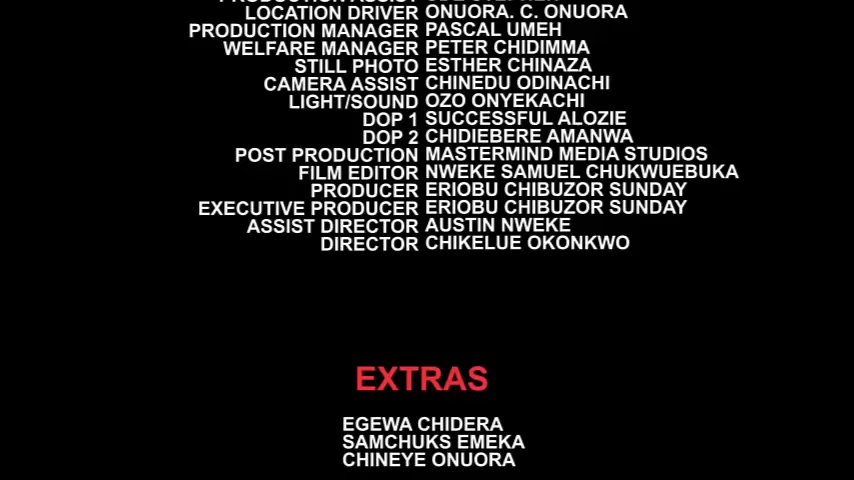 LOCATION DRIVER ONUORA. C. ONUORA
PRODUCTION MANAGER PASCAL UMEH
WELFARE MANAGER PETER CHIDIMMA
STILL PHOTO ESTHER CHINAZA
CAMERA ASSIST CHINEDU ODINACHI
LIGHT/SOUND OZO ONYEKACHI
DOP 1 SUCCESSFUL ALOZIE
DOP 2 CHIDIEBERE AMANWA
POST PRODUCTION MASTERMIND MEDIA STUDIOS
FILM EDITOR NWEKE SAMUEL CHUKWUEBUKA
PRODUCER ERIOBU CHIBUZOR SUNDAY
EXECUTIVE PRODUCER ERIOBU CHIBUZOR SUNDAY
ASSIST DIRECTOR AUSTIN NWEKE
DIRECTOR CHIKELUE OKONKWO
EXTRAS
EGEWA CHIDERA
SAMCHUKS EMEKA
CHINEYE ONUORA